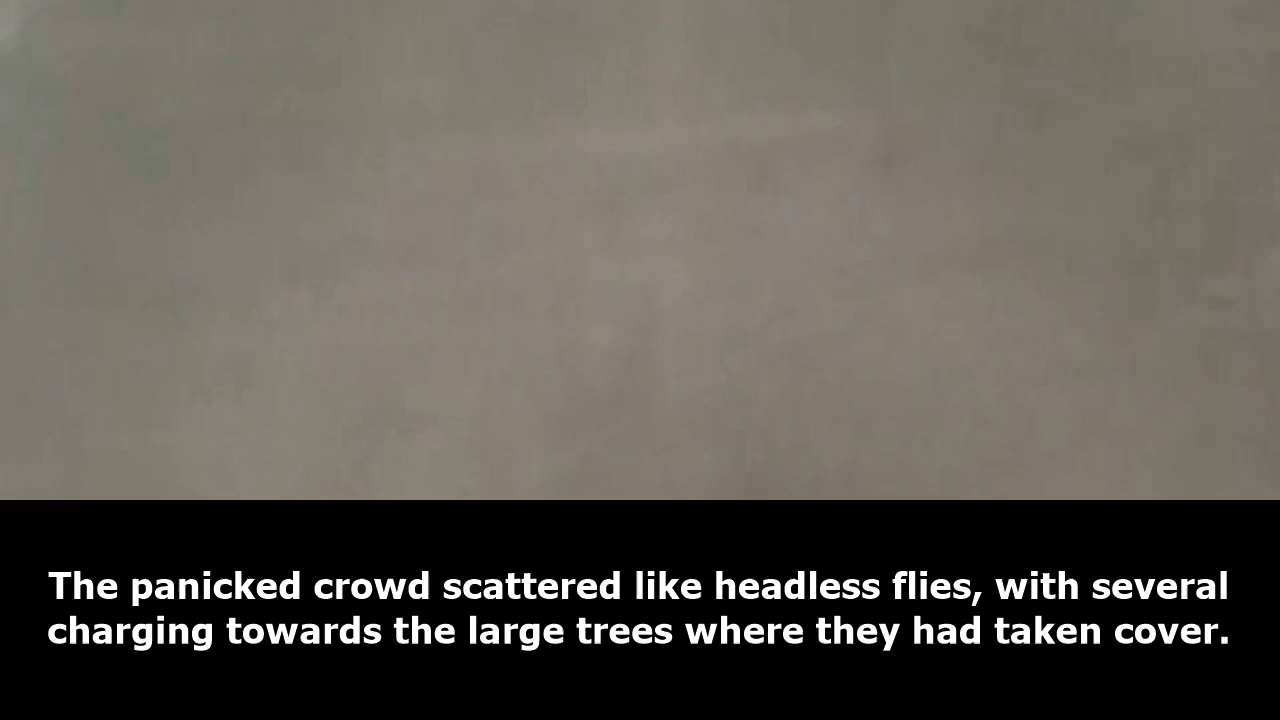 The panicked crowd scattered like headless flies, with several
charging towards the large trees where they had taken cover.